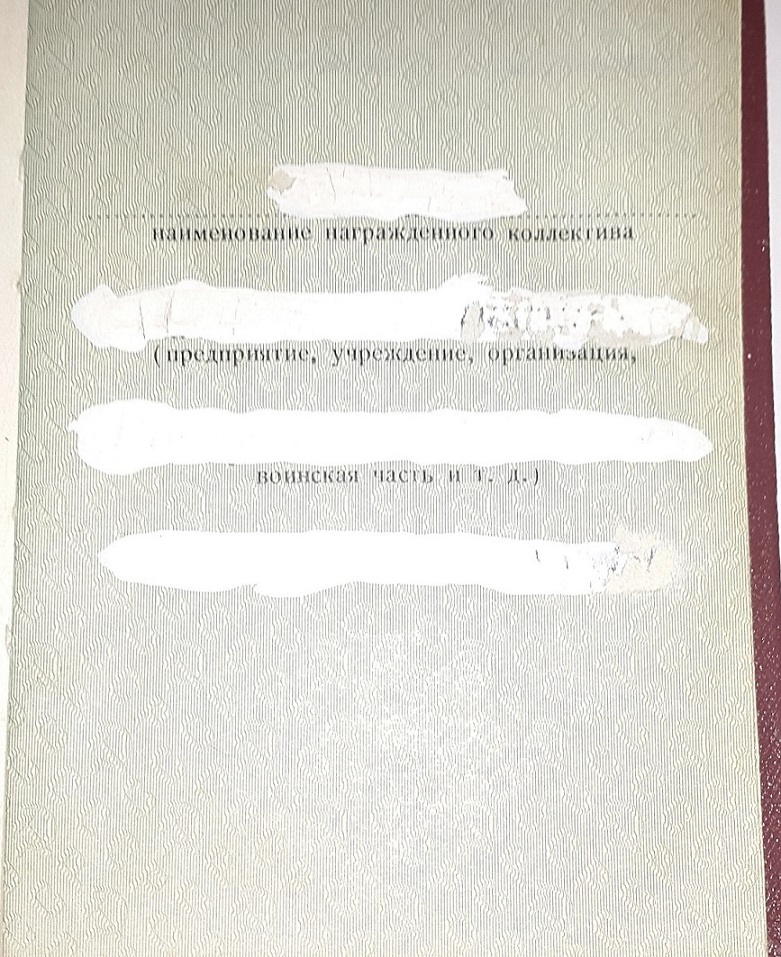 наименование награжденного коллектива
(предприятие, учреждение, организация,
воинская часть и т. д.)